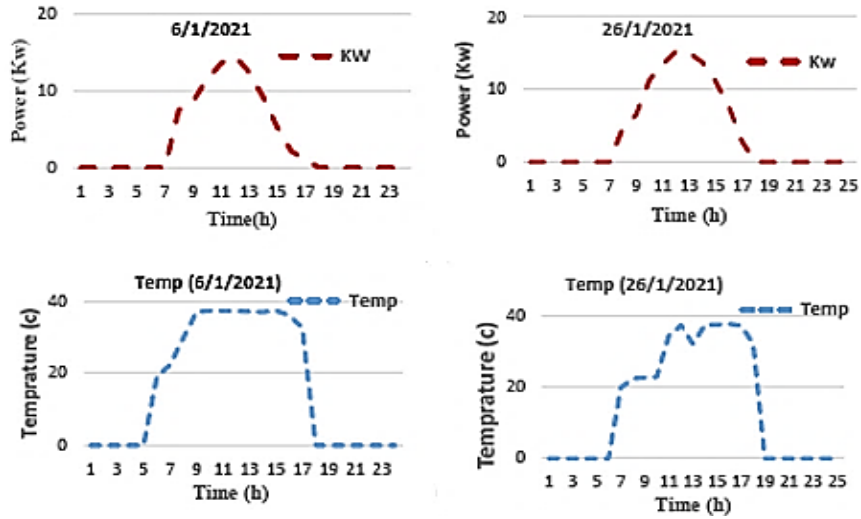 6/1/2021
KW
Power (Kw)
20
10
0
1 3 5 7 9 11 13 15 17 19 21 23
Time(h)
26/1/2021
Kw
Power (Kw)
20
10
0
1 3 5 7 9 11 13 15 17 19 21 23 25
Time (h)
Temp (6/1/2021)
Temp
Temprature (c)
40
20
0
1 3 5 7 9 11 13 15 17 19 21 23
Time (h)
Temp (26/1/2021)
Temp
Temprature (c)
40
20
0
1 3 5 7 9 11 13 15 17 19 21 23
Time (h)